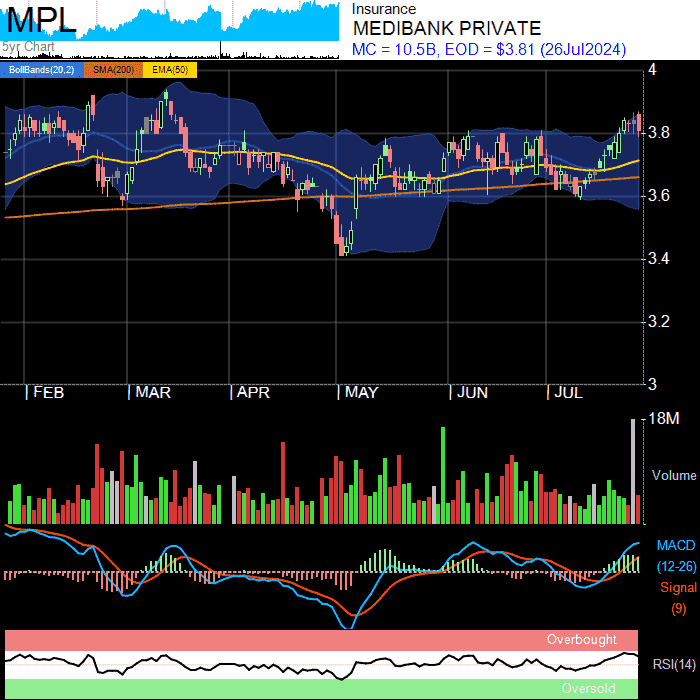 MPL
5yr Chart
Insurance
MEDIBANK PRIVATE
MC = 10.5B, EOD = $3.81 (26Jul2024)
BollBands(20,2) SMA(200) EMA(50)
4
3.8
3.6
3.4
3.2
3
FEB MAR APR MAY JUN JUL
18M
Volume
MACD
(12-26)
Signal
(9)
Overbought
RSI(14)
Oversold